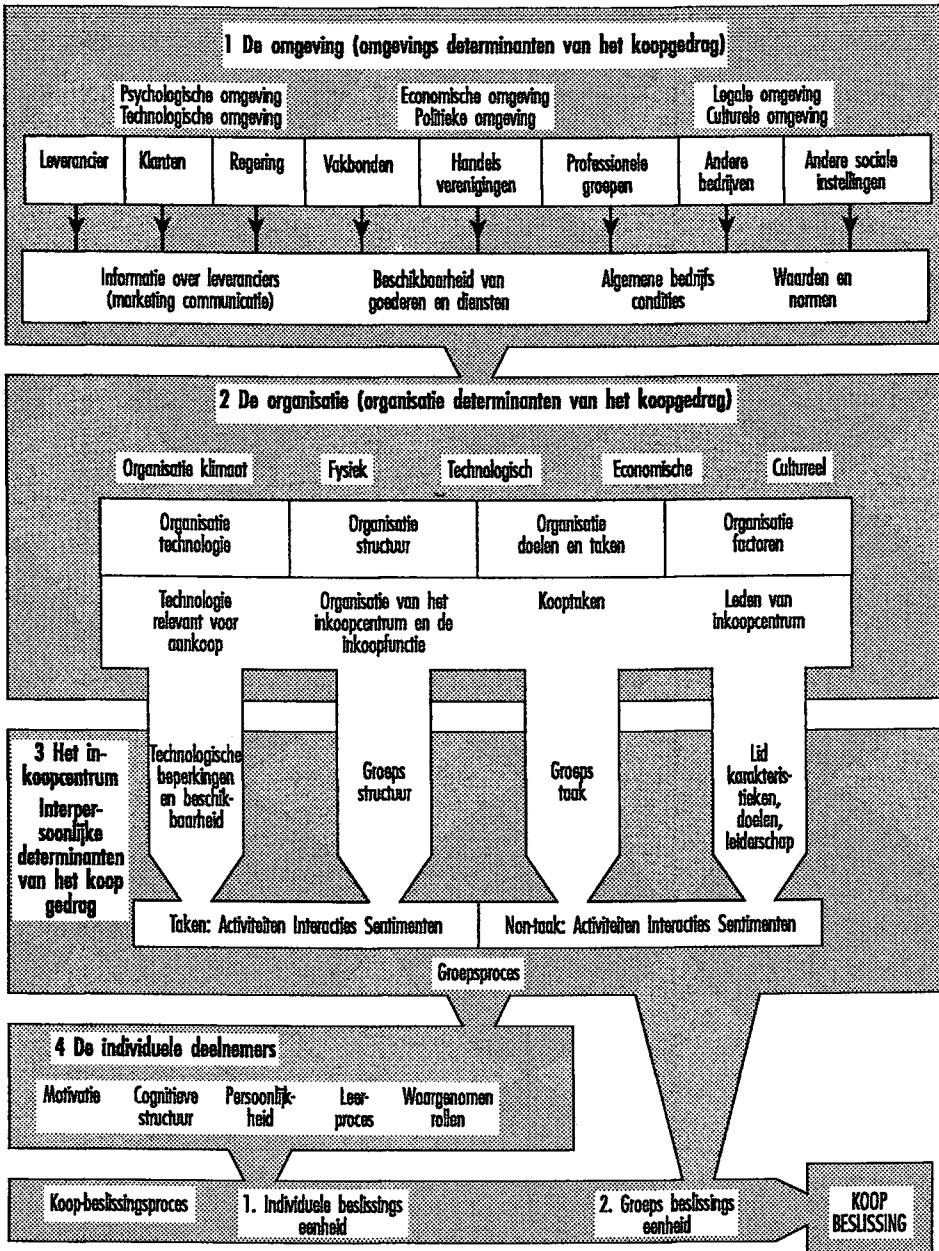 1 De omgeving (omgevings determinanten van het koopgedrag)
Psychologische omgeving
Technologische omgeving
Economische omgeving
Politieke omgeving
Legale omgeving
Culturele omgeving
Leverancier
Klanten
Regering
Vakbonden
Handels
verenigingen
Professionele
groepen
Andere
bedrijven
Andere sociale
instellingen
Informatie over leveranciers
(marketing communicatie)
Beschikbaarheid van
goederen en diensten
Algemene bedrijfs
condities
Waarden en
normen
2 De organisatie (organisatie determinanten van het koopgedrag)
Organisatie klimaat
Fysiek
Technologisch
Economische
Cultureel
Organisatie
technologie
Organisatie
structuur
Organisatie
doelen en taken
Organisatie
factoren
Technologie
relevant voor
aankoop
Organisatie van het
inkoopcentrum en de
inkoopfunctie
Kooptaken
Leden van
inkoopcentrum
3 Het in-
koopcentrum
Interper-
soonlijke
determinanten
van het koop
gedrag
Technologische
beperkingen
en beschik-
baarheid
Groeps
structuur
Groeps
taak
Lid
karakteris-
tieken,
doelen,
leiderschap
Taken: Activiteiten Interacties Sentimenten
Non-taak: Activiteiten Interacties Sentimenten
Groepsproces
4 De individuele deelnemers
Motivatie
Cognitieve
structuur
Persoonlijk-
heid
Leer-
proces
Waargenomen
rollen
Koop-beslissingsproces
1. Individuele beslissings
eenheid
2. Groeps beslissings
eenheid
KOOP
BESLISSING